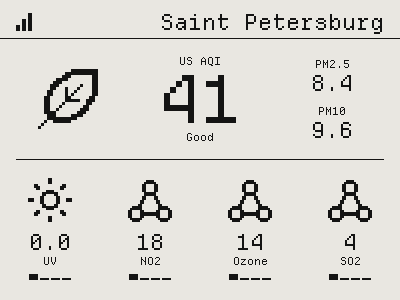 Saint Petersburg
US AQI
41
Good
PM2.5
8.4
PM10
9.6
0.0
UV
18
NO2
14
Ozone
4
SO2